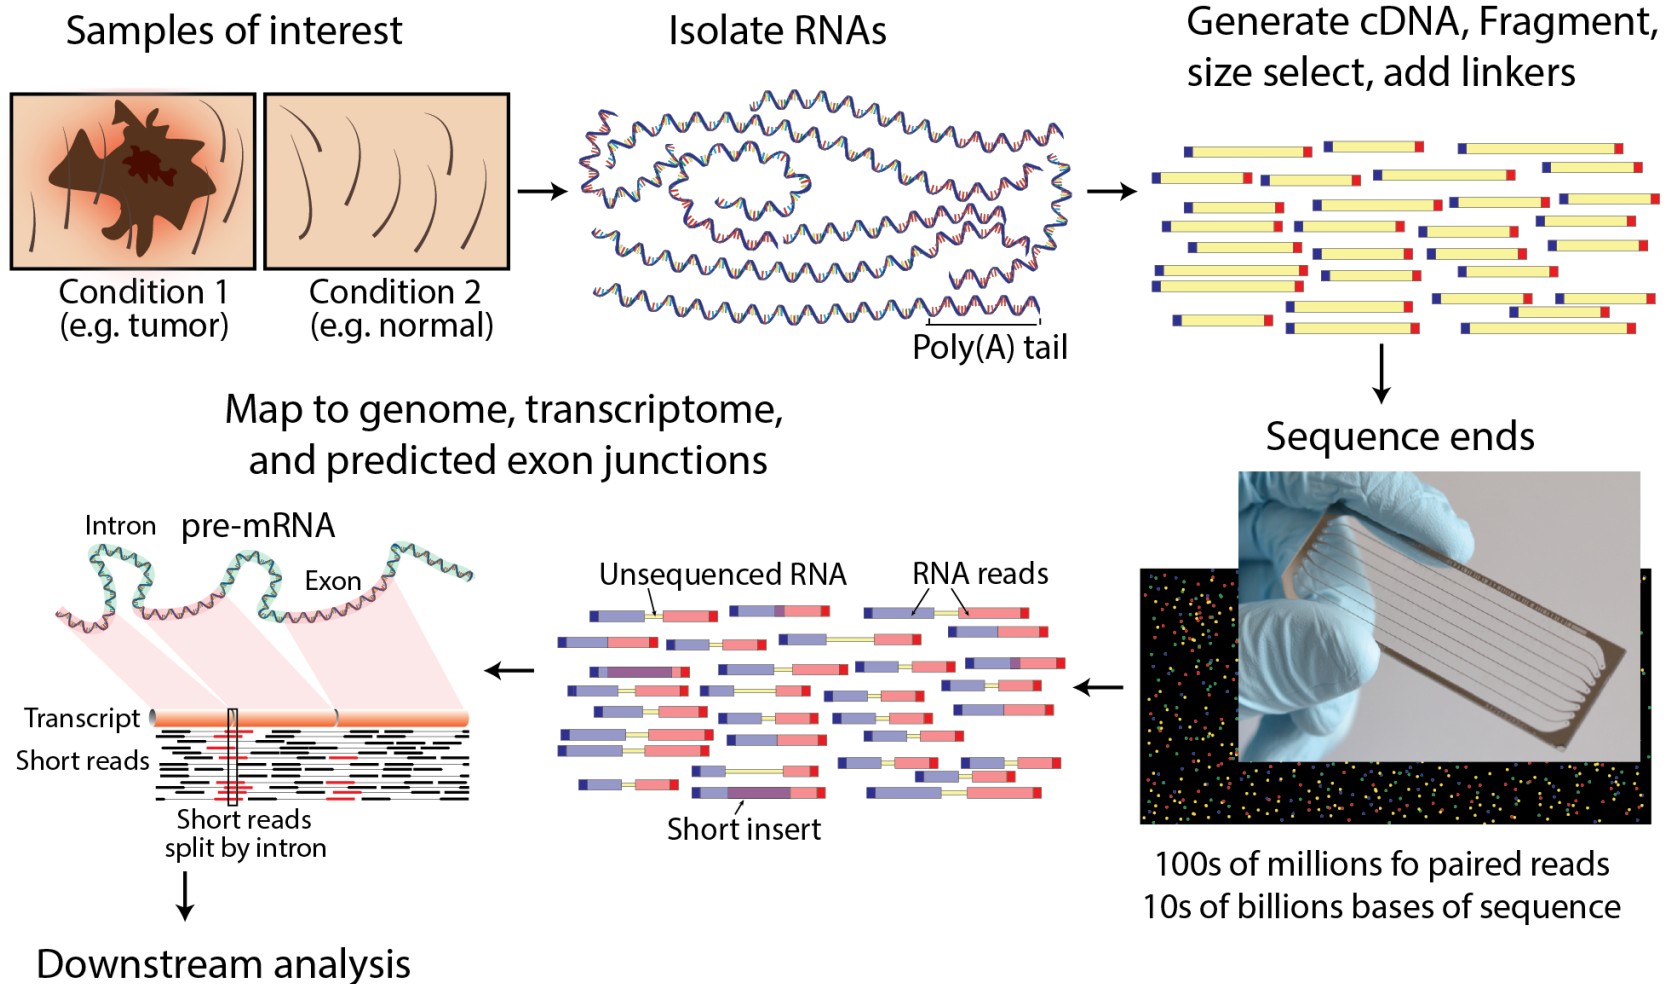 Samples of interest
Isolate RNAs
Generate cDNA, Fragment,
size select, add linkers
Condition 1
(e.g. tumor)
Condition 2
(e.g. normal)
Poly(A) tail
Map to genome, transcriptome,
and predicted exon junctions
Sequence ends
Intron
pre-mRNA
Exon
Unsequenced RNA
RNA reads
Transcript
Short reads
Short reads
split by intron
Short insert
100s of millions fo paired reads
10s of billions bases of sequence
Downstream analysis